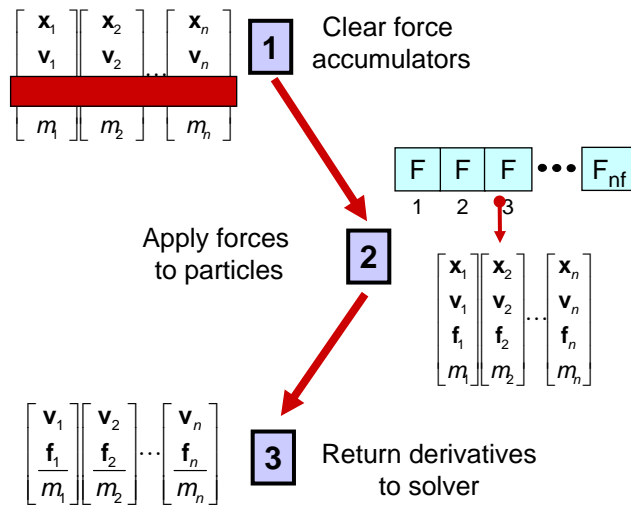 x₁ x₂ xₙ
v₁ v₂ ... vₙ
m₁ m₂ mₙ
1
Clear force
accumulators
F F F ••• F_nf
1 2 3
Apply forces
to particles
2
x₁ x₂ xₙ
v₁ v₂ ... vₙ
f₁ f₂ fₙ
m₁ m₂ mₙ
v₁ v₂ ... vₙ
f₁ f₂ fₙ
m₁ m₂ mₙ
3
Return derivatives
to solver